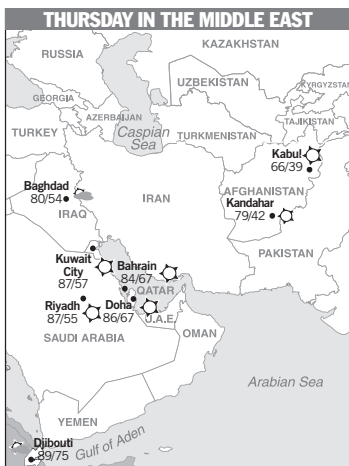 THURSDAY IN THE MIDDLE EAST
KAZAKHSTAN
RUSSIA
UZBEKISTAN
KYRGYZSTAN
GEORGIA
AZERBAIJAN
TAJIKISTAN
TURKEY
Caspian
Sea
TURKMENISTAN
Kabul
66/39
Baghdad
80/54
IRAQ
IRAN
AFGHANISTAN
Kandahar
79/42
PAKISTAN
Kuwait
City
87/57
Bahrain
84/67
QATAR
Riyadh
87/55
Doha
86/67
U.A.E.
SAUDI ARABIA
OMAN
Arabian Sea
YEMEN
Djibouti
89/75
Gulf of Aden